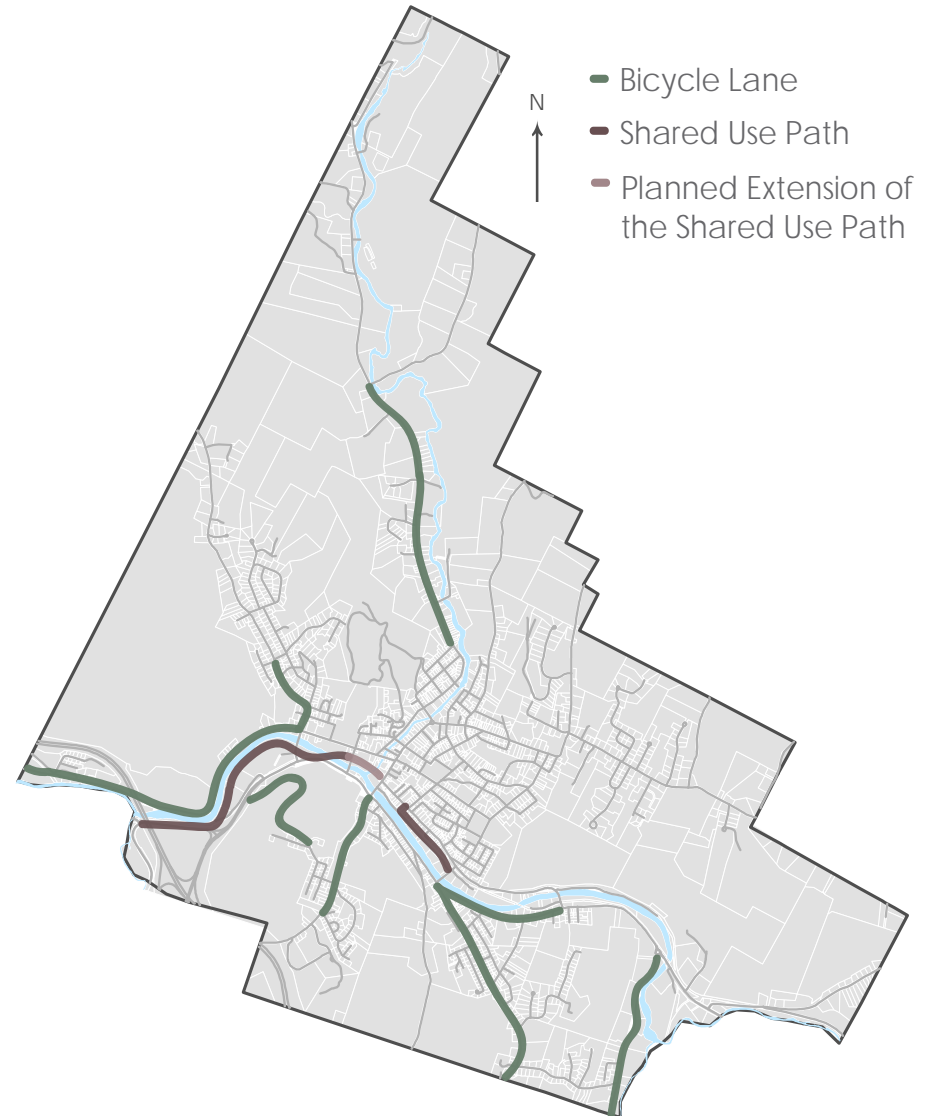 N
Bicycle Lane
Shared Use Path
Planned Extension of
the Shared Use Path